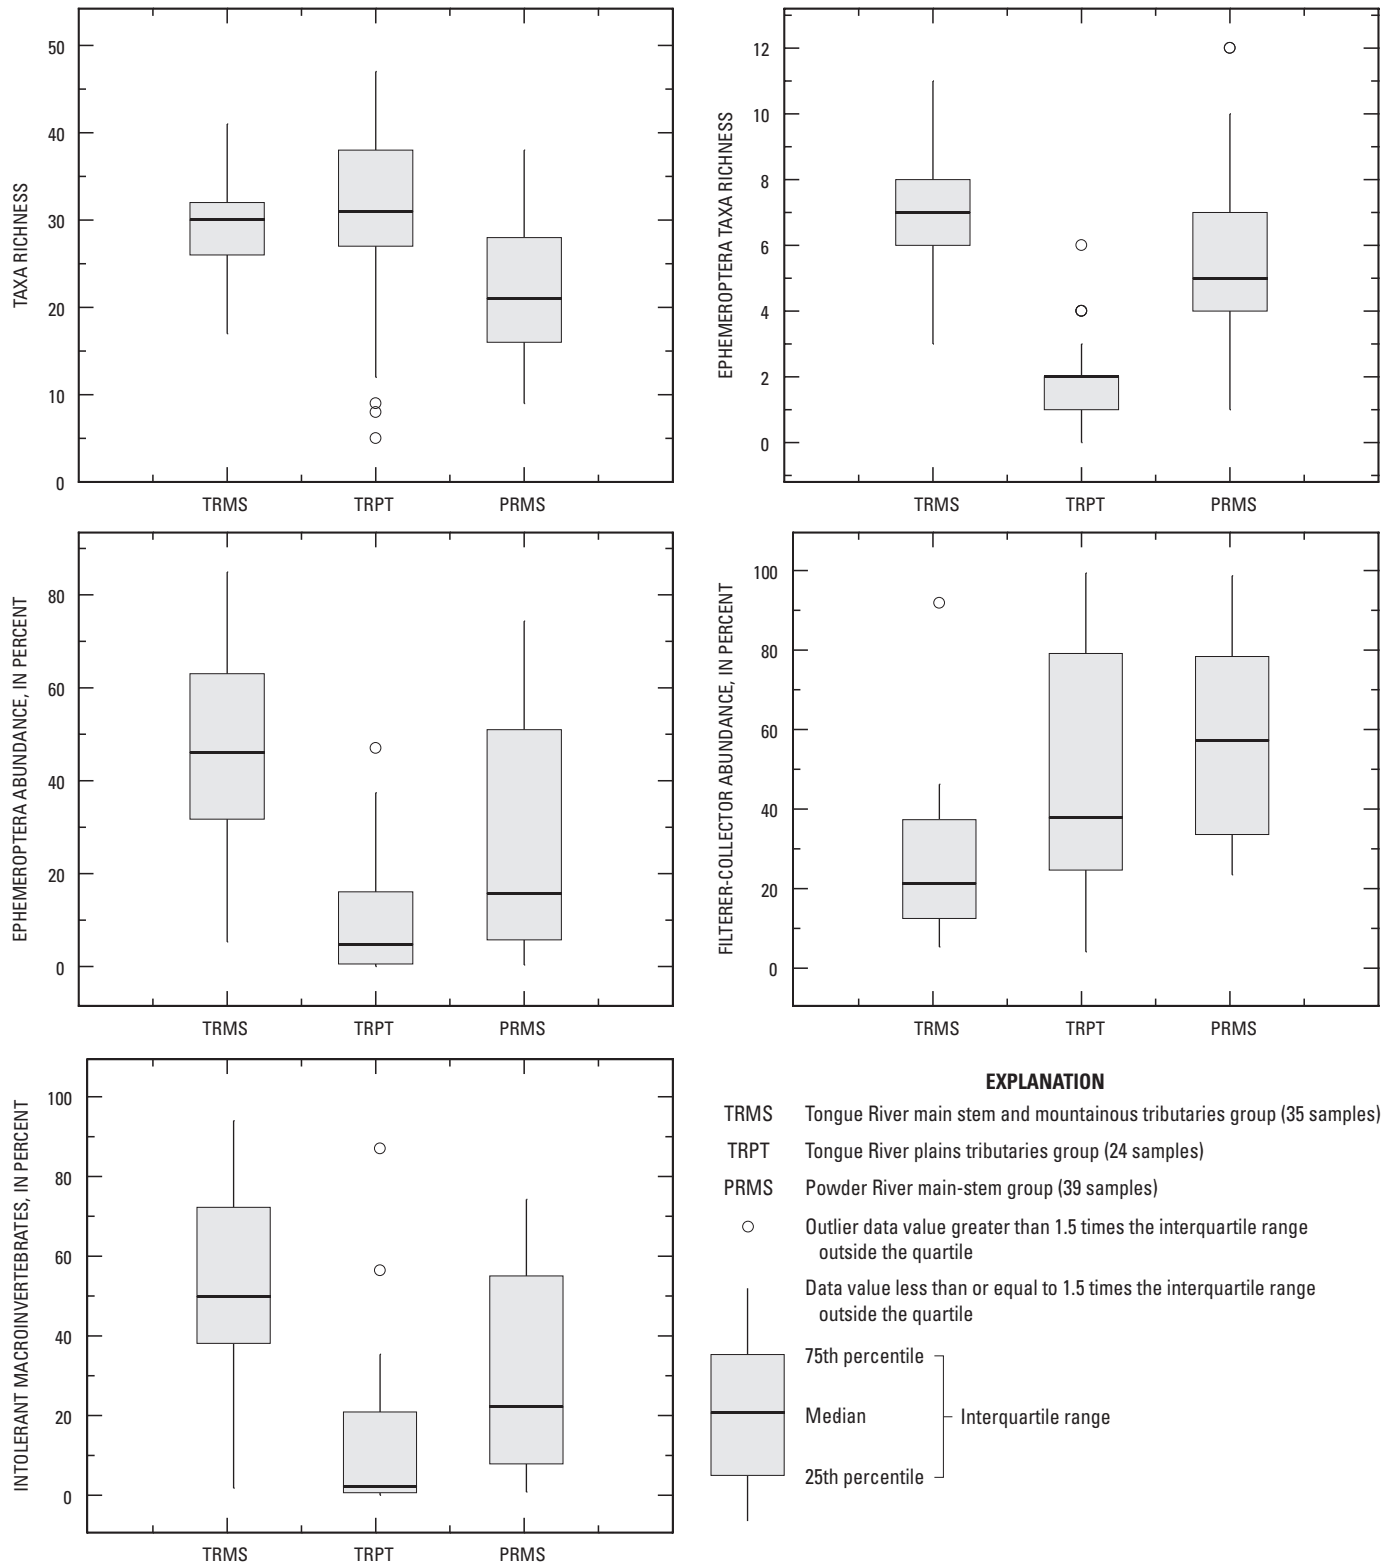 TAXA RICHNESS
50
40
30
20
10
0
TRMS TRPT PRMS
EPHEMEROPTERA TAXA RICHNESS
12
10
8
6
4
2
0
TRMS TRPT PRMS
EPHEMEROPTERA ABUNDANCE, IN PERCENT
80
60
40
20
0
TRMS TRPT PRMS
FILTERER-COLLECTOR ABUNDANCE, IN PERCENT
100
80
60
40
20
0
TRMS TRPT PRMS
INTOLERANT MACROINVERTEBRATES, IN PERCENT
100
80
60
40
20
0
TRMS TRPT PRMS
EXPLANATION
TRMS Tongue River main stem and mountainous tributaries group (35 samples)
TRPT Tongue River plains tributaries group (24 samples)
PRMS Powder River main-stem group (39 samples)
Outlier data value greater than 1.5 times the interquartile range
outside the quartile
Data value less than or equal to 1.5 times the interquartile range
outside the quartile
75th percentile
Median
Interquartile range
25th percentile